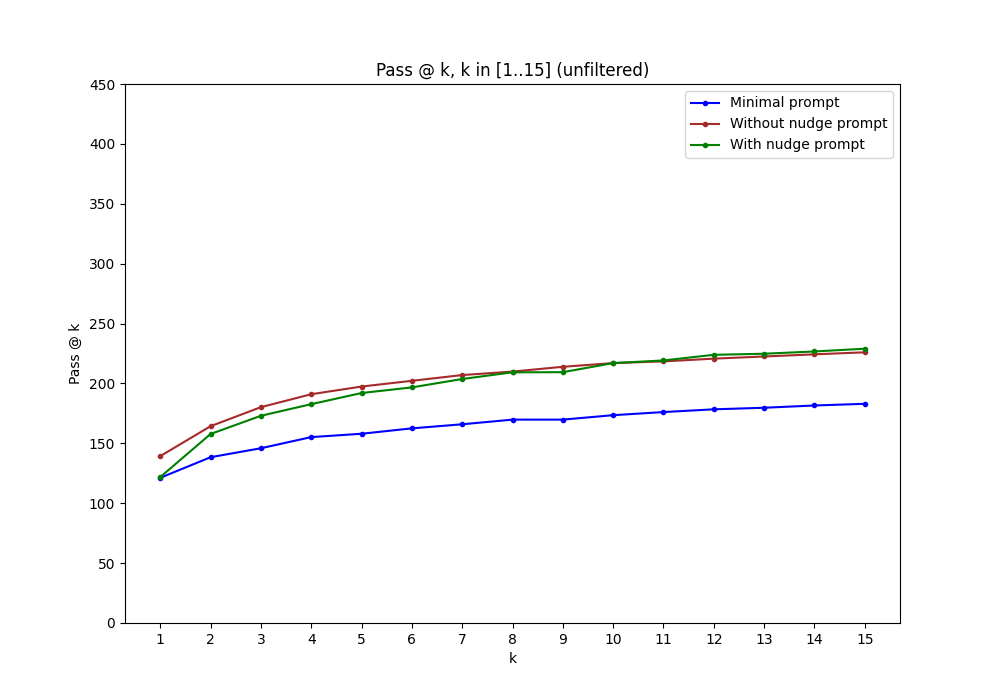 Pass @ k, k in [1..15] (unfiltered)
450
400
350
300
250
200
150
100
50
0
Pass @ k
Minimal prompt
Without nudge prompt
With nudge prompt
1 2 3 4 5 6 7 8 9 10 11 12 13 14 15
k